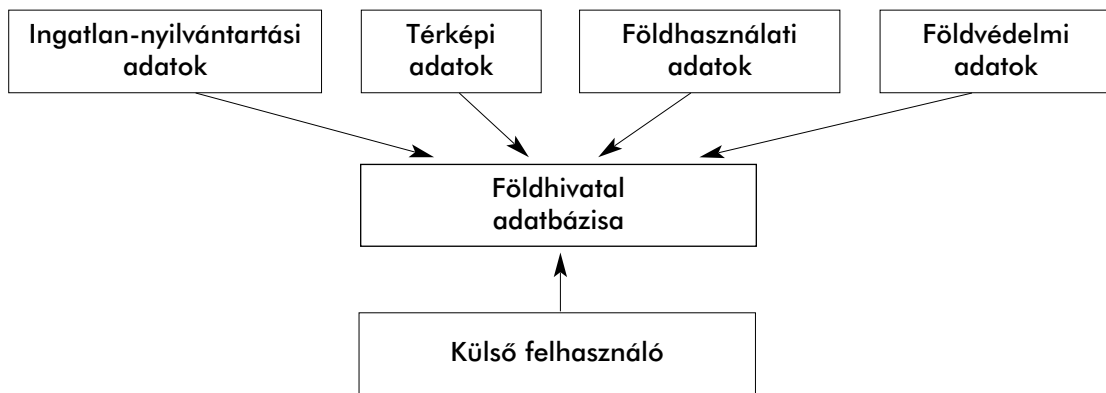 Ingatlan-nyilvántartási
adatok
Térképi
adatok
Földhasználati
adatok
Földvédelmi
adatok
Földhivatal
adatbázisa
Külső felhasználó